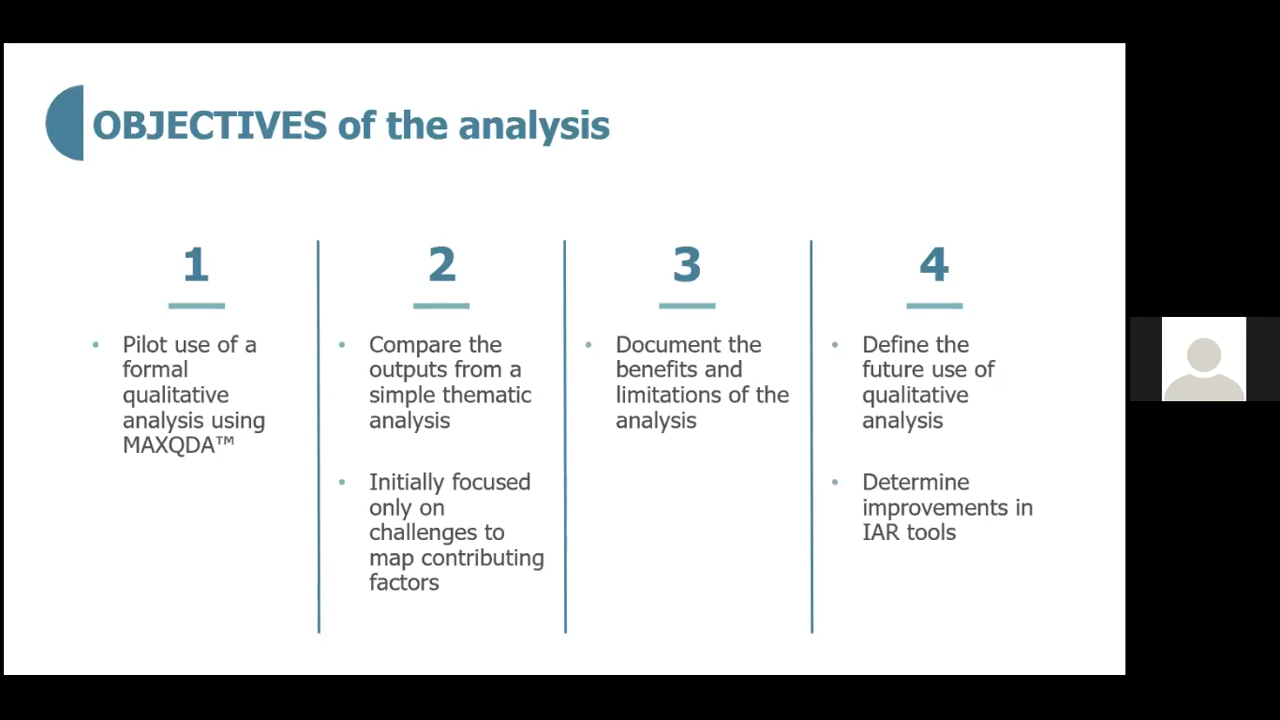 OBJECTIVES of the analysis
1
• Pilot use of a
formal
qualitative
analysis using
MAXQDA™
2
• Compare the
outputs from a
simple thematic
analysis
• Initially focused
only on
challenges to
map contributing
factors
3
• Document the
benefits and
limitations of the
analysis
4
• Define the
future use of
qualitative
analysis
• Determine
improvements in
IAR tools